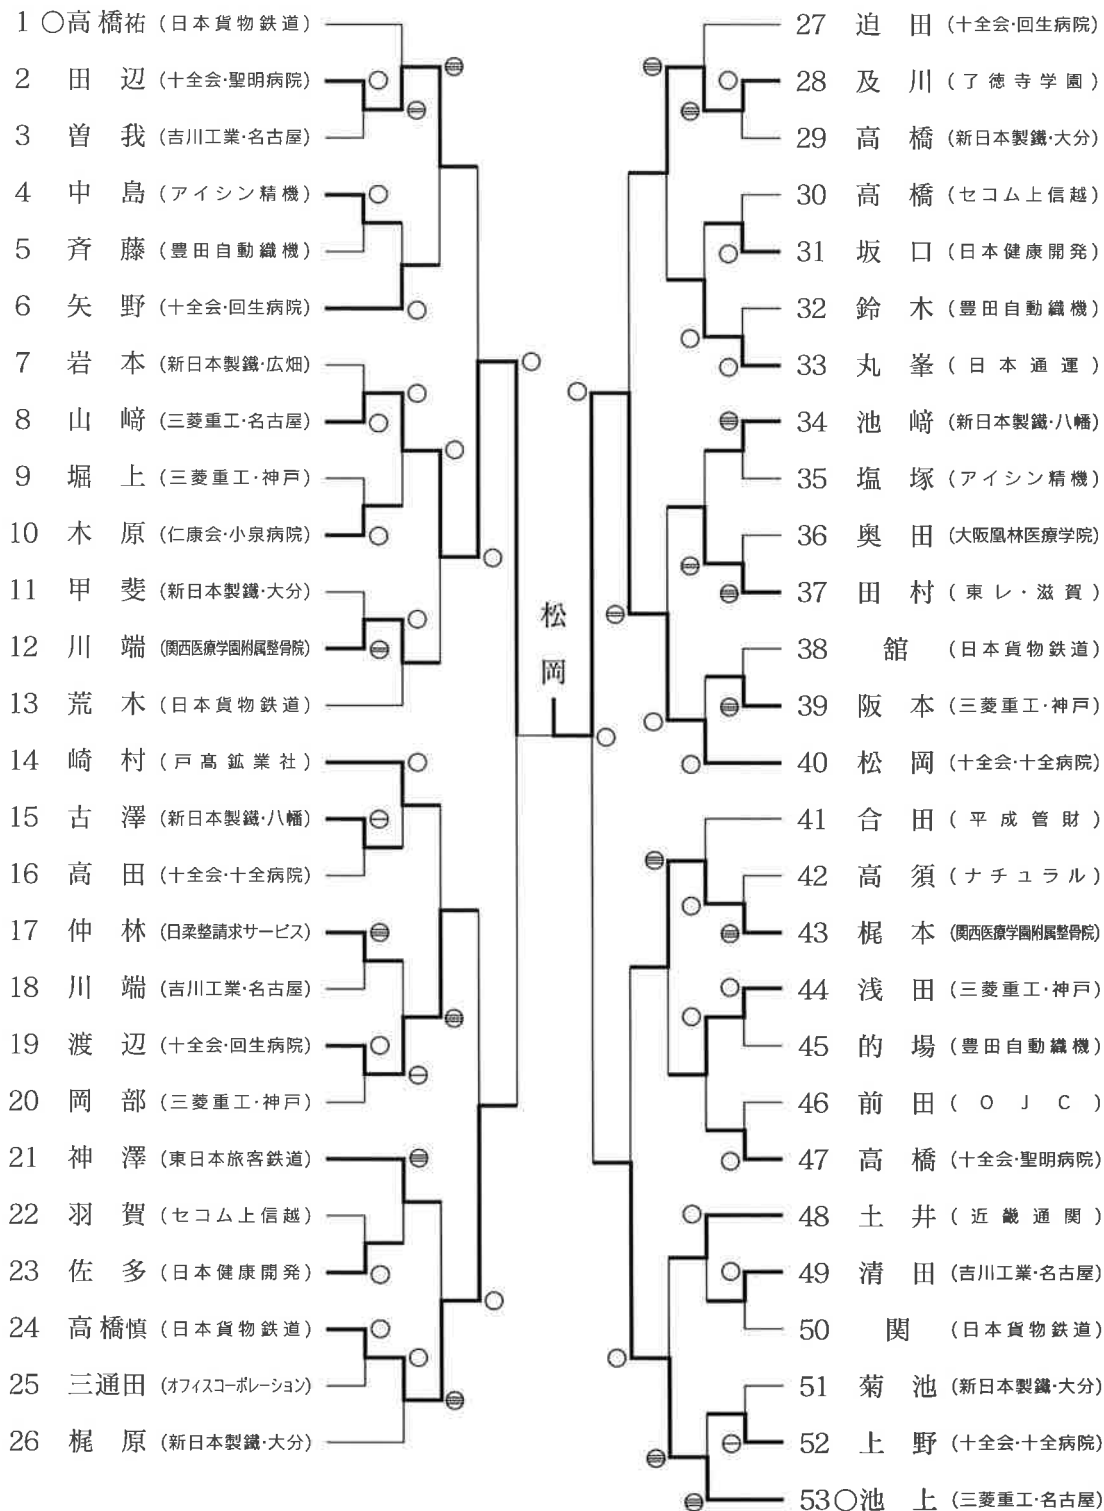 1 ○高橋祐 (日本貨物鉄道)
2 田辺 (十全会·聖明病院)
3 曽我 (吉川工業·名古屋)
4 中島 (アイシン精機)
5 斉藤 (豊田自動織機)
6 矢野 (十全会·回生病院)
7 岩本 (新日本製鐵·広畑)
8 山﨑 (三菱重工·名古屋)
9 堀上 (三菱重工·神戸)
10 木原 (仁康会·小泉病院)
11 甲斐 (新日本製鐵·大分)
12 川端 (関西医療学園附属整骨院)
13 荒木 (日本貨物鉄道)
14 崎村 (戸髙鉱業社)
15 古澤 (新日本製鐵·八幡)
16 高田 (十全会·十全病院)
17 仲林 (日柔整請求サービス)
18 川端 (吉川工業·名古屋)
19 渡辺 (十全会·回生病院)
20 岡部 (三菱重工·神戸)
21 神澤 (東日本旅客鉄道)
22 羽賀 (セコム上信越)
23 佐多 (日本健康開発)
24 高橋慎 (日本貨物鉄道)
25 三通田 (オフィスコーポレーション)
26 梶原 (新日本製鐵·大分)
松岡
27 迫田 (十全会·回生病院)
28 及川 (了徳寺学園)
29 高橋 (新日本製鐵·大分)
30 高橋 (セコム上信越)
31 坂口 (日本健康開発)
32 鈴木 (豊田自動織機)
33 丸峯 (日本通運)
34 池﨑 (新日本製鐵·八幡)
35 塩塚 (アイシン精機)
36 奥田 (大阪凰林医療学院)
37 田村 (東レ·滋賀)
38 舘 (日本貨物鉄道)
39 阪本 (三菱重工·神戸)
40 松岡 (十全会·十全病院)
41 合田 (平成管財)
42 高須 (ナチュラル)
43 梶本 (関西医療学園附属整骨院)
44 浅田 (三菱重工·神戸)
45 的場 (豊田自動織機)
46 前田 (OJC)
47 高橋 (十全会·聖明病院)
48 土井 (近畿通関)
49 清田 (吉川工業·名古屋)
50 関 (日本貨物鉄道)
51 菊池 (新日本製鐵·大分)
52 上野 (十全会·十全病院)
53○池上 (三菱重工·名古屋)